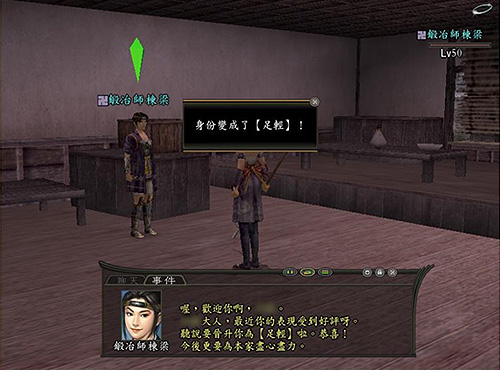 鍛冶師棟梁
Lv50
鍛冶師棟梁
身份變成了【足輕】！
聊天
事件
喔，歡迎你啊，　。
大人，最近你的表現受到好評呀。
聽說要晉升你為【足輕】啦。恭喜！
今後更要為本家盡心盡力。
鍛冶師棟梁